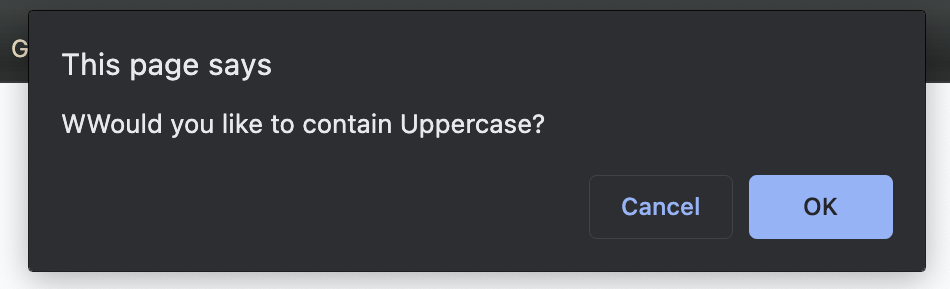 G
This page says
WWould you like to contain Uppercase?
Cancel
OK